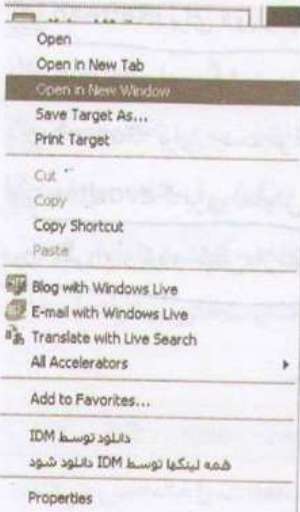 Open
Open in New Tab
Open in New Window
Save Target As...
Print Target
Cut
Copy
Copy Shortcut
Paste
Blog with Windows Live
E-mail with Windows Live
Translate with Live Search
All Accelerators
Add to Favorites...
دانلود توسط IDM
همه لینکها توسط IDM دانلود شود
Properties